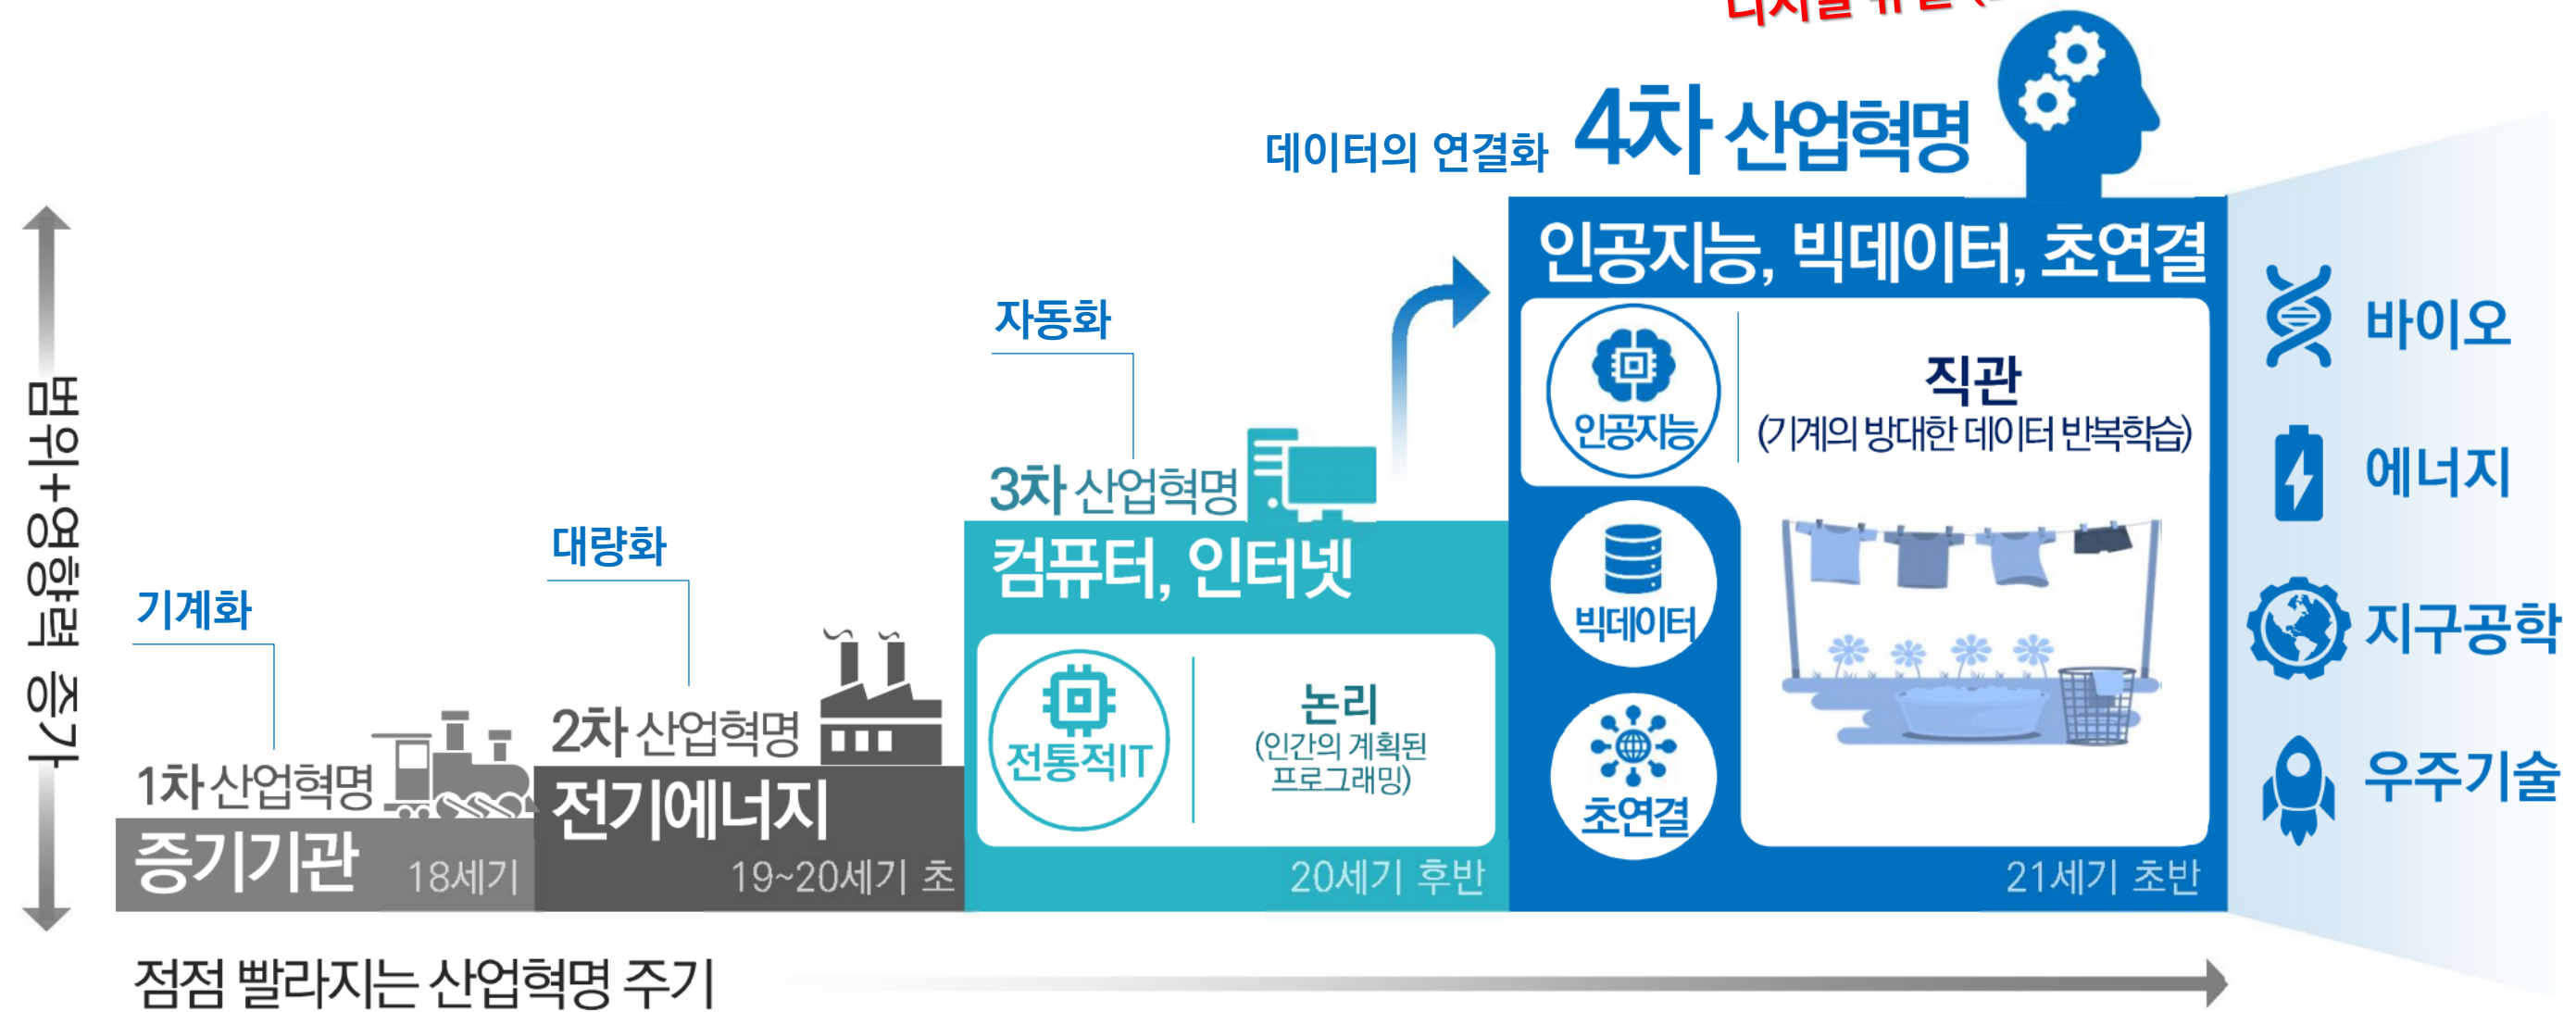 디지털
데이터의 연결화
4차 산업혁명
인공지능, 빅데이터, 초연결
인공지능
직관
(기계의 방대한 데이터 반복학습)
빅데이터
초연결
21세기 초반
바이오
에너지
지구공학
우주기술
자동화
3차 산업혁명
컴퓨터, 인터넷
전통적IT
논리
(인간의 계획된
프로그래밍)
20세기 후반
대량화
2차 산업혁명
전기에너지
19~20세기 초
기계화
1차 산업혁명
증기기관
18세기
범위+영향력 증가
점점 빨라지는 산업혁명 주기